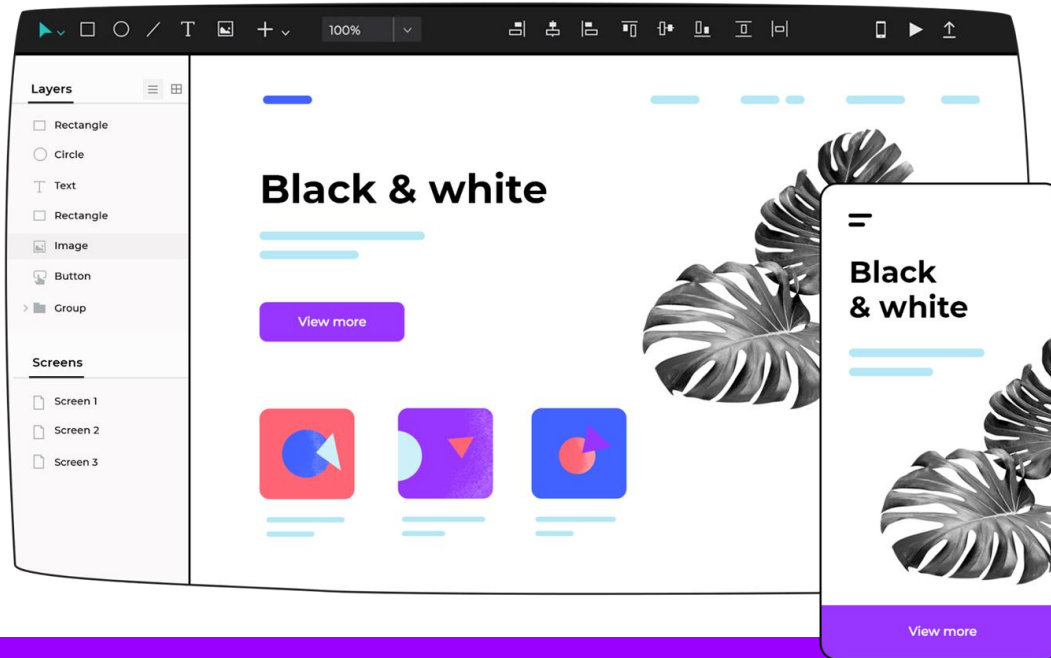 100%
Layers
Rectangle
Circle
Text
Rectangle
Image
Button
Group
Screens
Screen 1
Screen 2
Screen 3
Black & white
View more
Black
& white
View more